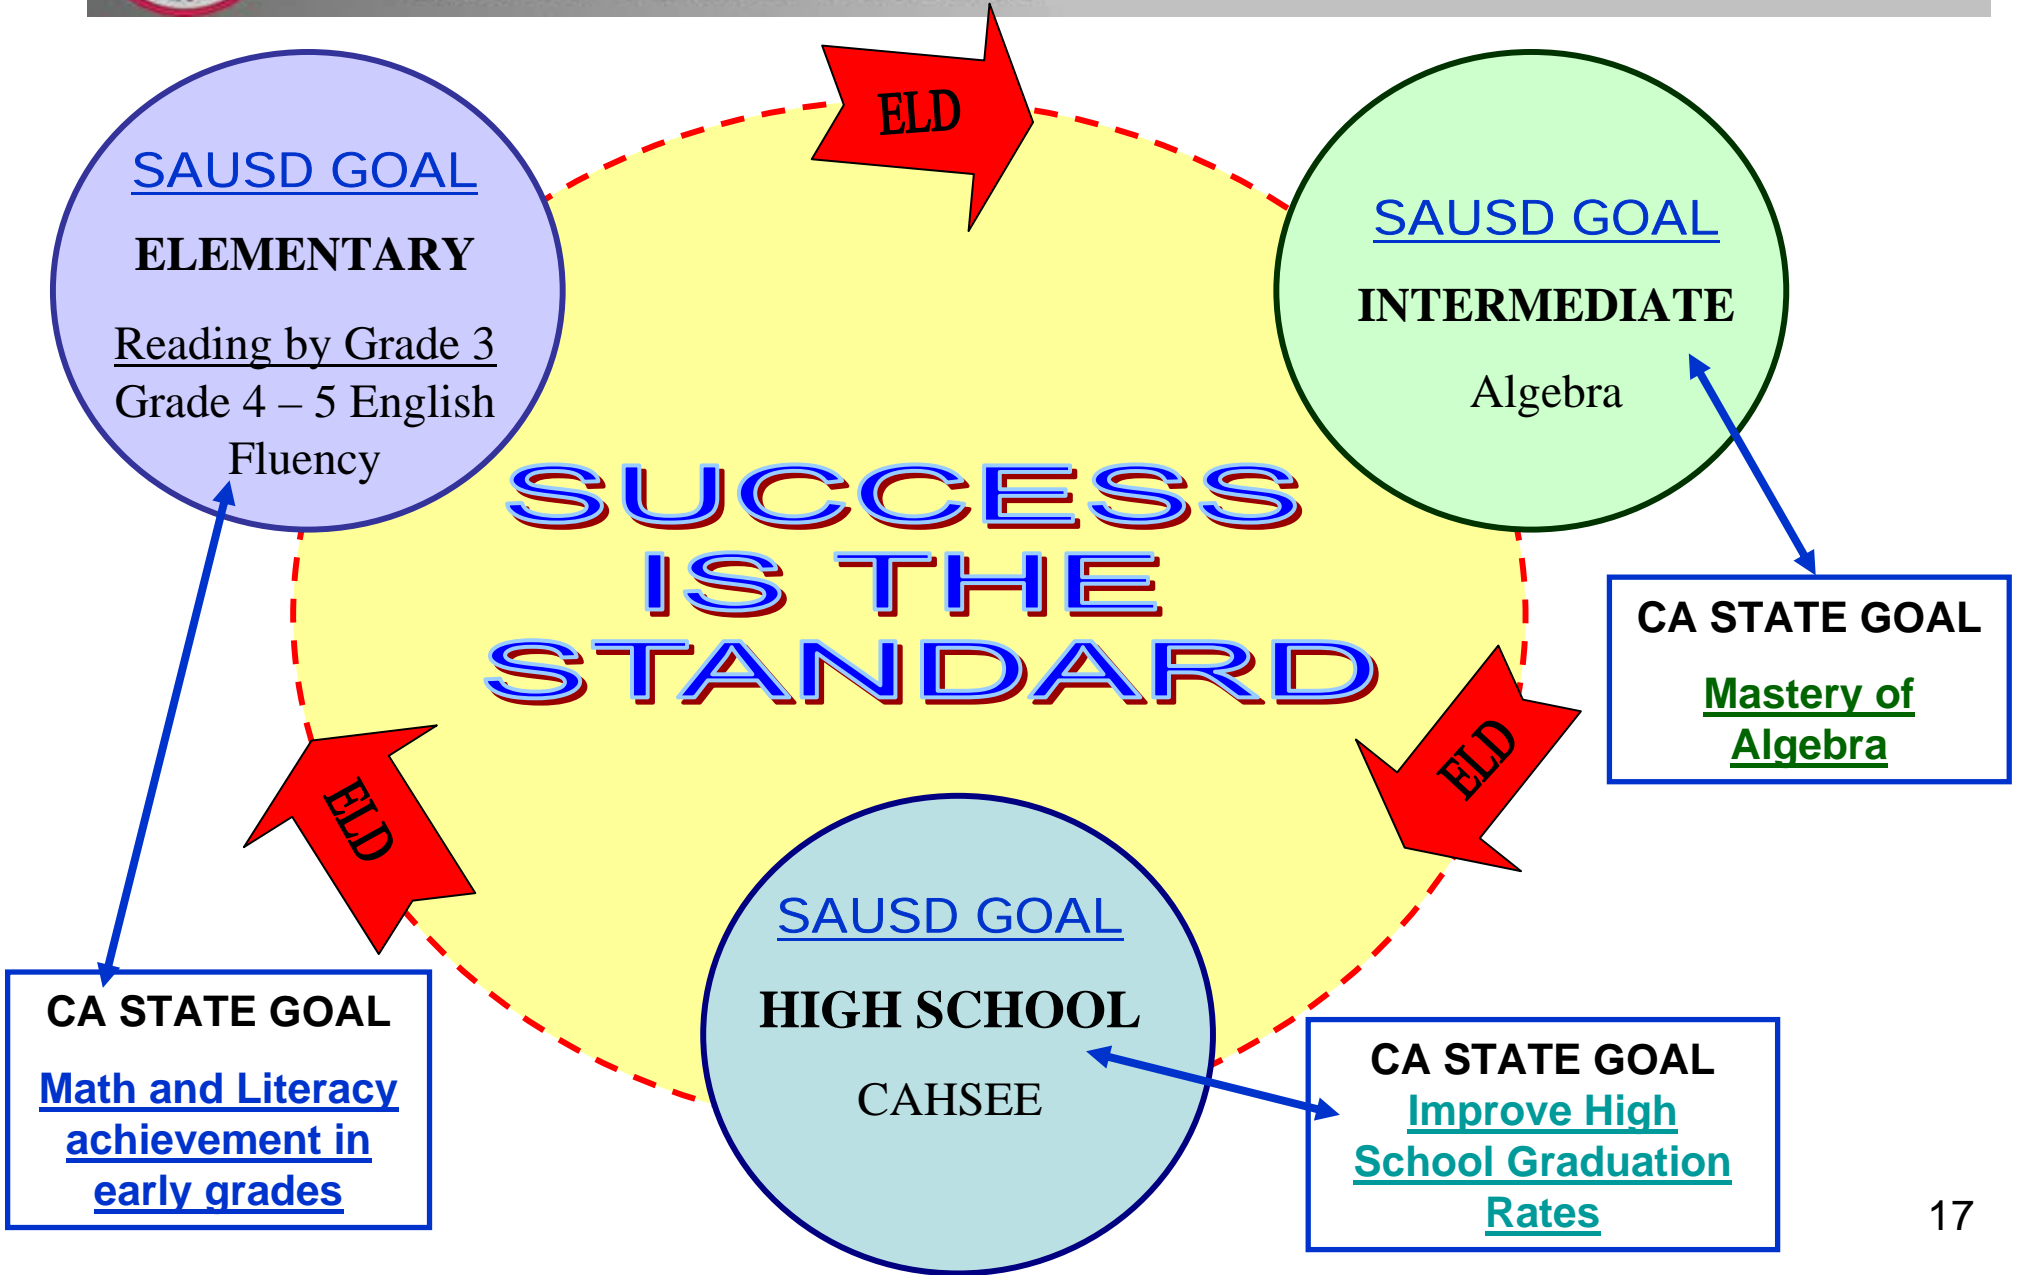 ELD
SAUSD GOAL
ELEMENTARY
Reading by Grade 3
Grade 4 – 5 English
Fluency
SAUSD GOAL
INTERMEDIATE
Algebra
SUCCESS
IS THE
STANDARD
CA STATE GOAL
Mastery of
Algebra
ELD
ELD
SAUSD GOAL
HIGH SCHOOL
CAHSEE
CA STATE GOAL
Math and Literacy
achievement in
early grades
CA STATE GOAL
Improve High
School Graduation
Rates
17